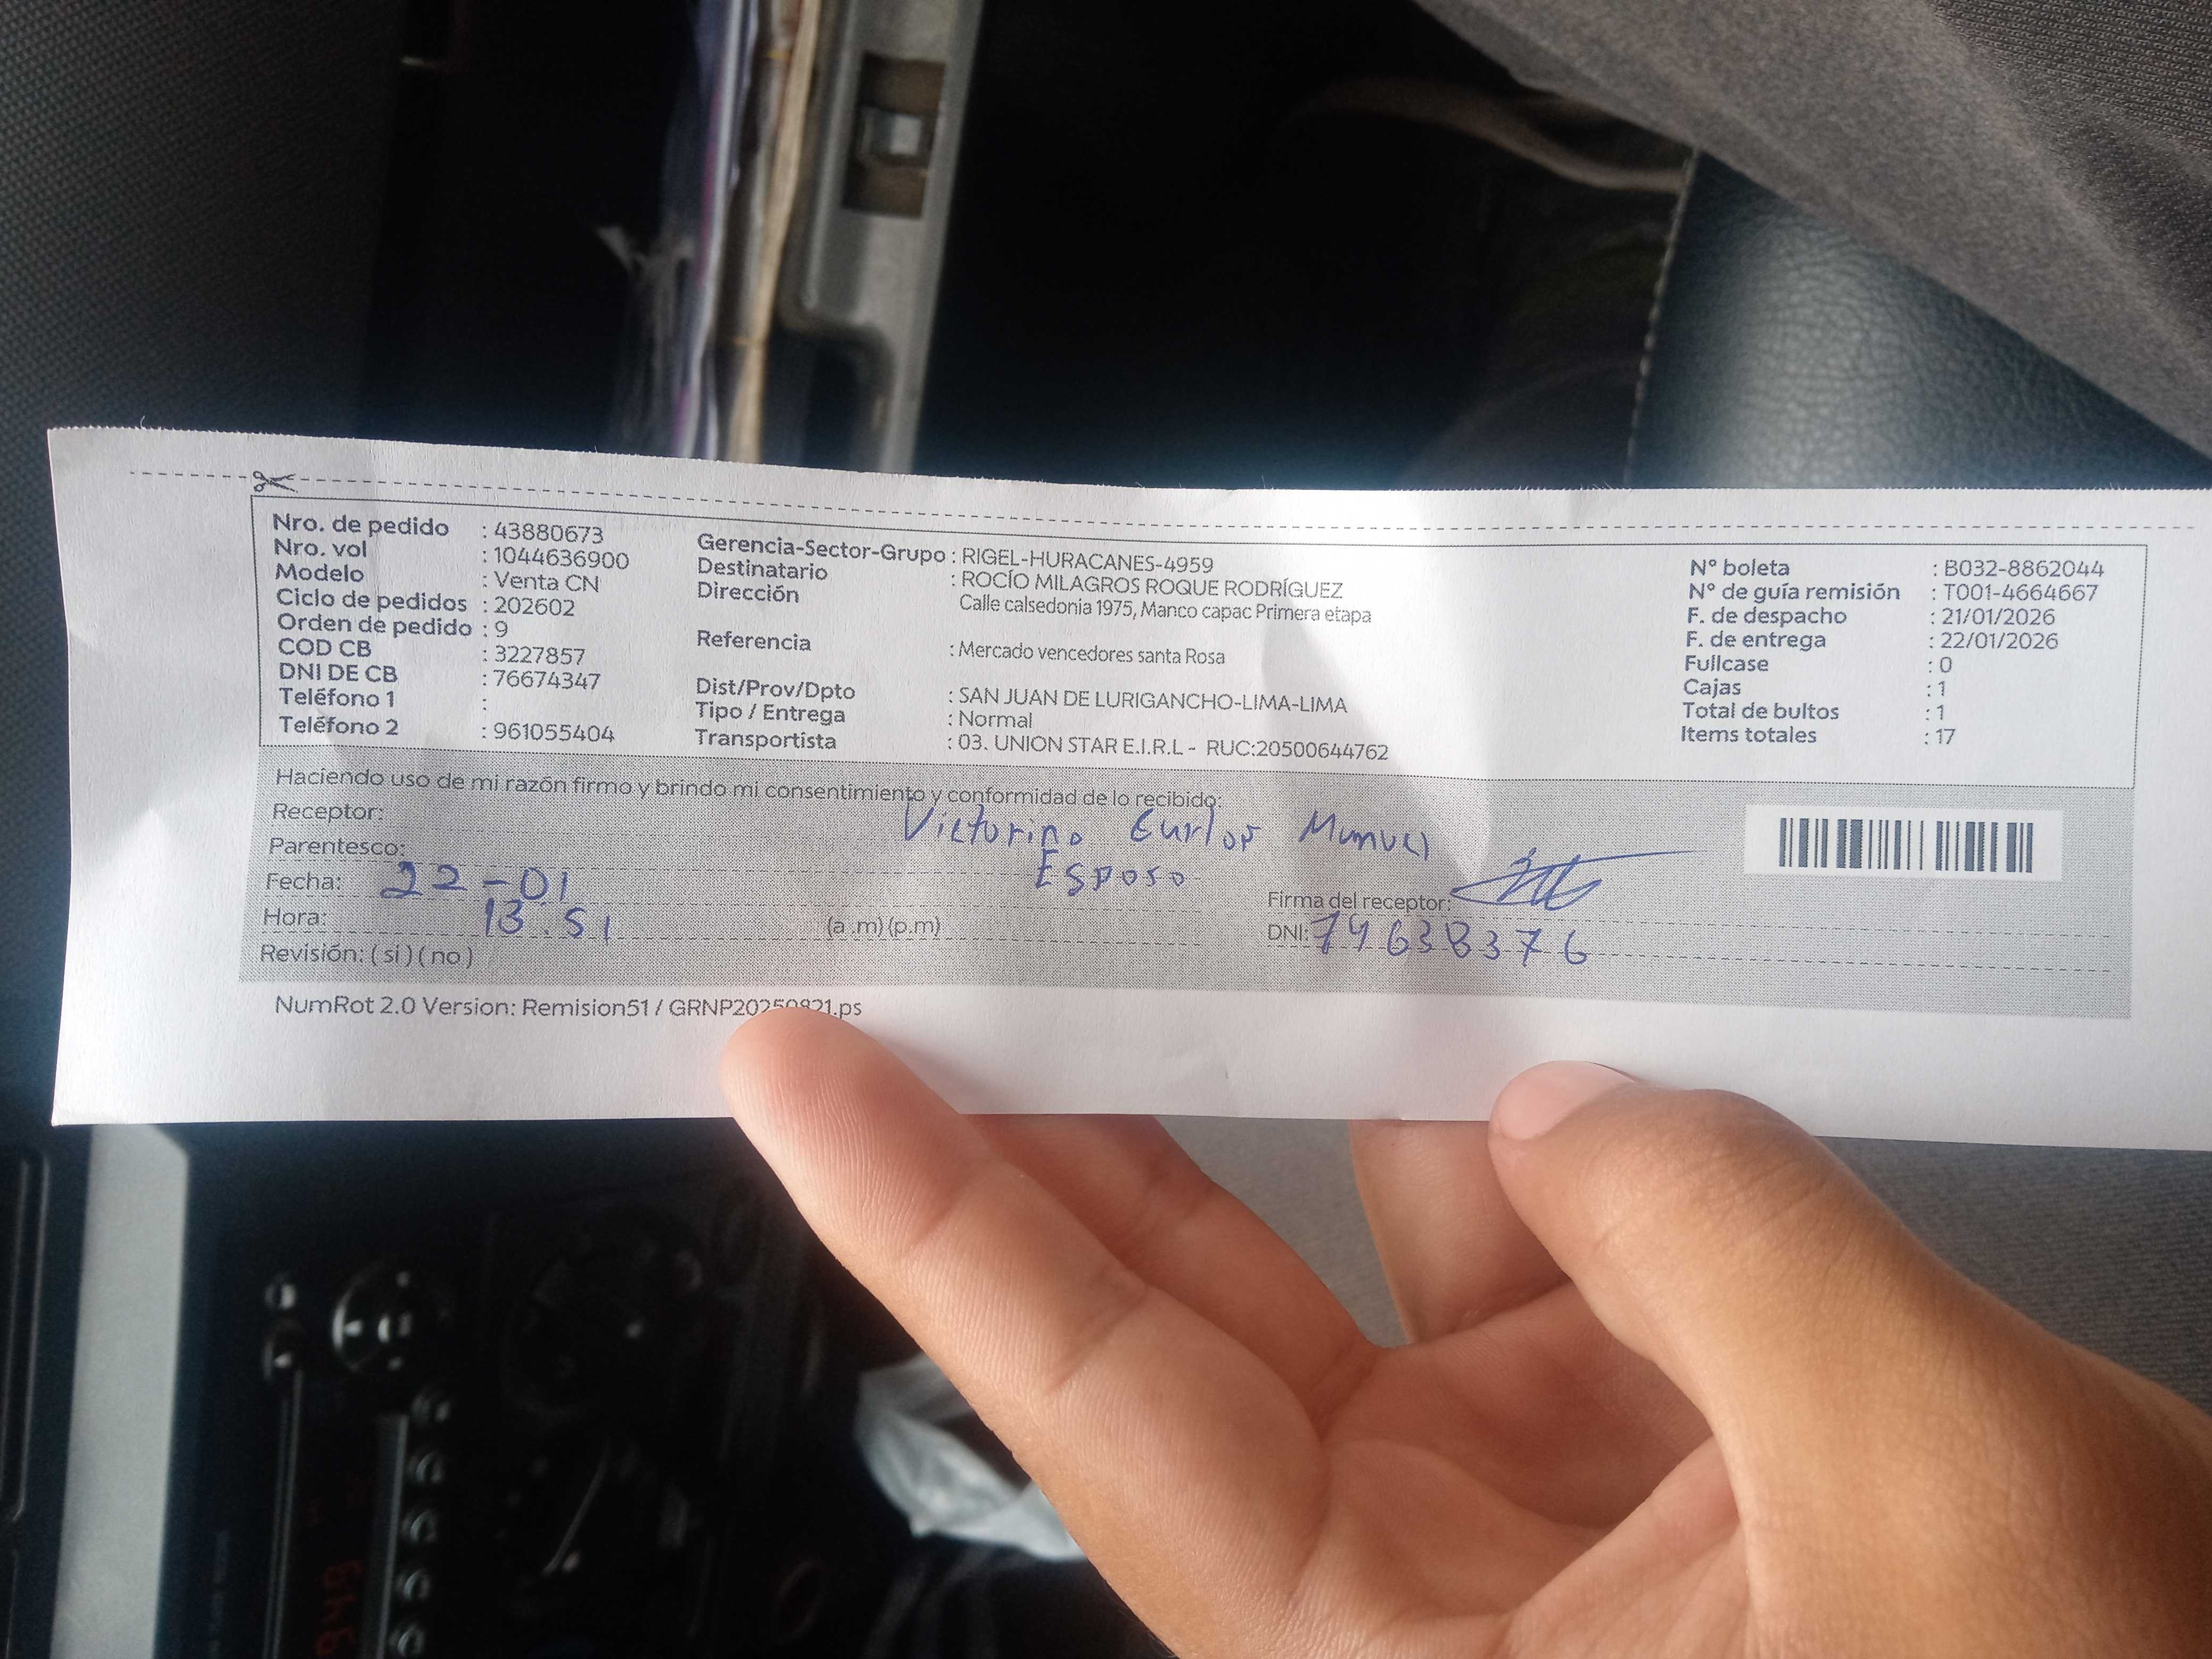 Nro. de pedido : 43880673
Nro. vol : 1044636900
Modelo : Venta CN
Ciclo de pedidos : 202602
Orden de pedido : 9
COD CB : 3227857
DNI DE CB : 76674347
Teléfono 1 :
Teléfono 2 : 961055404
Gerencia-Sector-Grupo : RIGEL-HURACANES-4959
Destinatario : ROCÍO MILAGROS ROQUE RODRÍGUEZ
Dirección Calle calsedonia 1975, Manco capac Primera etapa
Referencia : Mercado vencedores santa Rosa
Dist/Prov/Dpto : SAN JUAN DE LURIGANCHO-LIMA-LIMA
Tipo / Entrega : Normal
Transportista : 03. UNION STAR E.I.R.L - RUC:20500644762
N° boleta : B032-8862044
N° de guía remisión : T001-4664667
F. de despacho : 21/01/2026
F. de entrega : 22/01/2026
Fullcase : 0
Cajas : 1
Total de bultos : 1
Items totales : 17
Haciendo uso de mi razón firmo y brindo mi consentimiento y conformidad de lo recibido:
Receptor: Victorino Carlos Manuel
Parentesco: Esposo
Fecha: 22-01
Hora: 13.51 (a .m) (p.m)
Revisión: ( si ) ( no )
Firma del receptor:
DNI: 74638376
NumRot 2.0 Version: Remision51 / GRNP20250821.ps